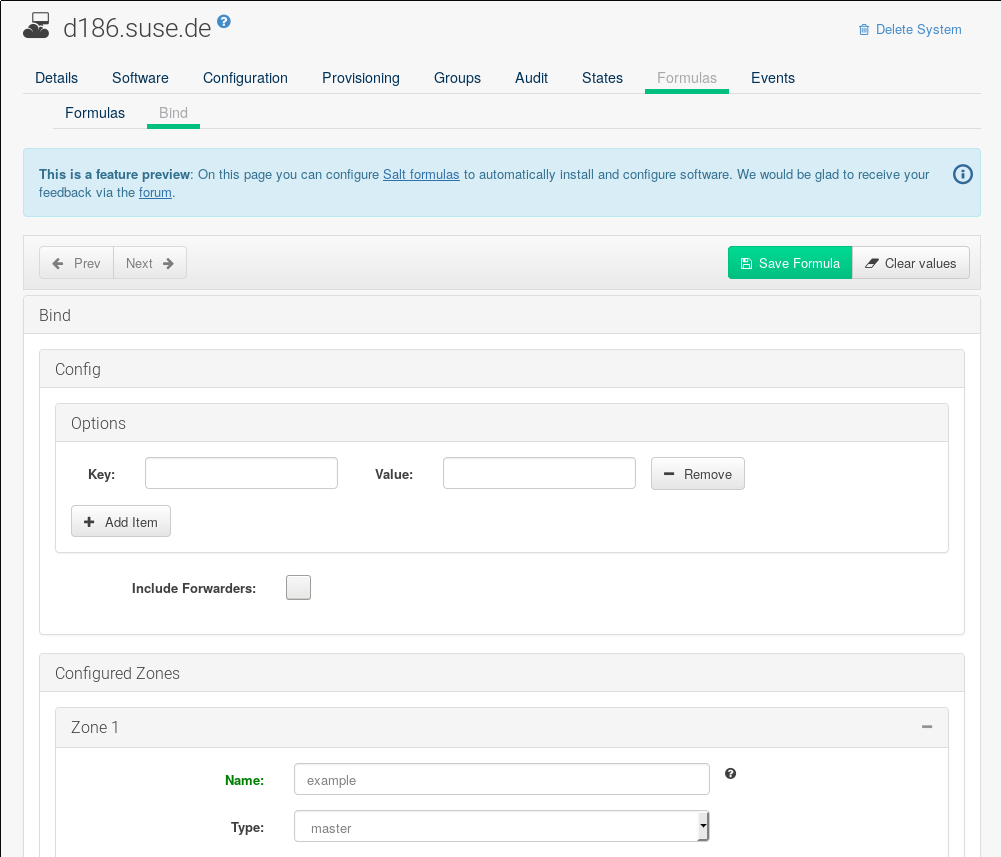 d186.suse.de
Delete System
Details Software Configuration Provisioning Groups Audit States Formulas Events
Formulas Bind
This is a feature preview: On this page you can configure Salt formulas to automatically install and configure software. We would be glad to receive your
feedback via the forum.
Prev Next Save Formula Clear values
Bind
Config
Options
Key: Value: Remove
Add Item
Include Forwarders:
Configured Zones
Zone 1
Name: example
Type: master